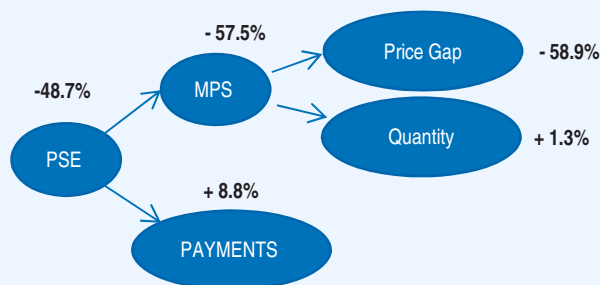 - 57.5%
Price Gap
- 58.9%
-48.7%
MPS
Quantity
+ 1.3%
PSE
+ 8.8%
PAYMENTS